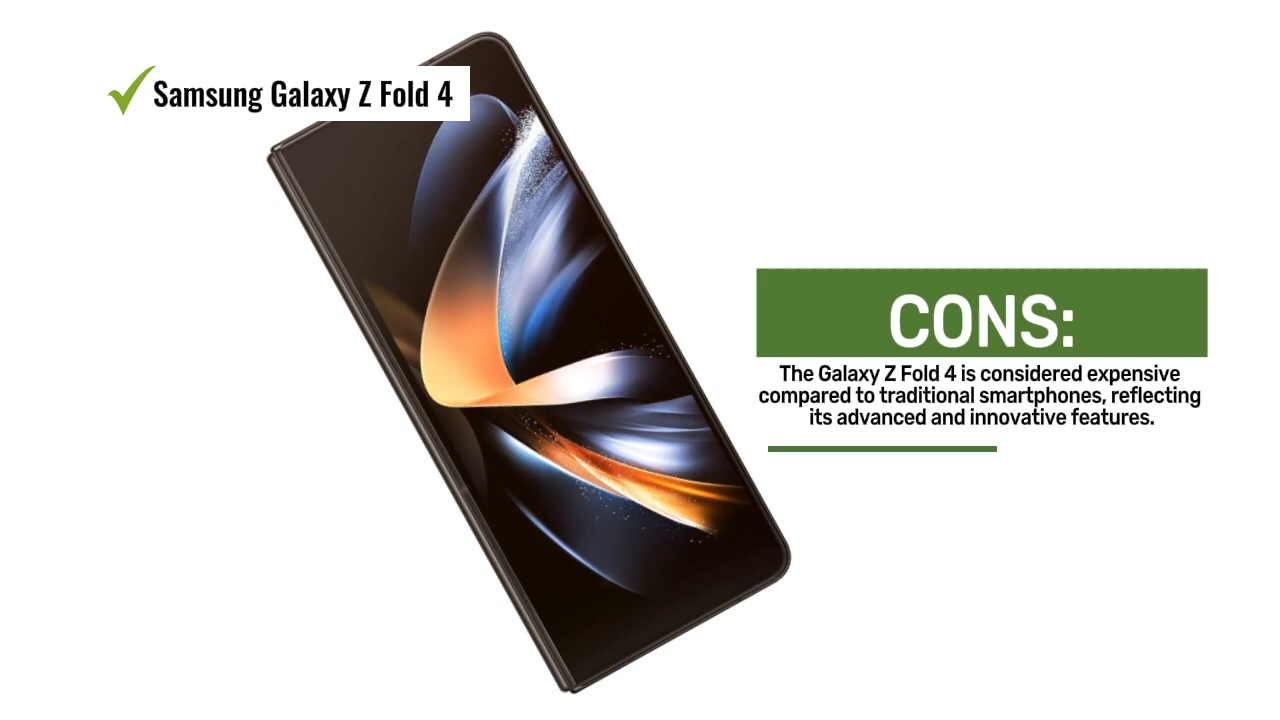 Samsung Galaxy Z Fold 4
CONS:
The Galaxy Z Fold 4 is considered expensive
compared to traditional smartphones, reflecting
its advanced and innovative features.